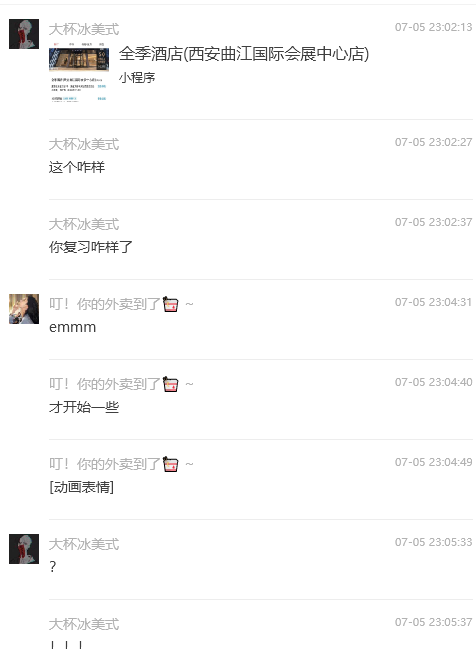 大杯冰美式
07-05 23:02:13
全季酒店(西安曲江国际会展中心店)
小程序
大杯冰美式
07-05 23:02:27
这个咋样
大杯冰美式
07-05 23:02:37
你复习咋样了
叮！你的外卖到了 ~
07-05 23:04:31
emmm
叮！你的外卖到了 ~
07-05 23:04:40
才开始一些
叮！你的外卖到了 ~
07-05 23:04:49
[动画表情]
大杯冰美式
07-05 23:05:33
?
大杯冰美式
07-05 23:05:37